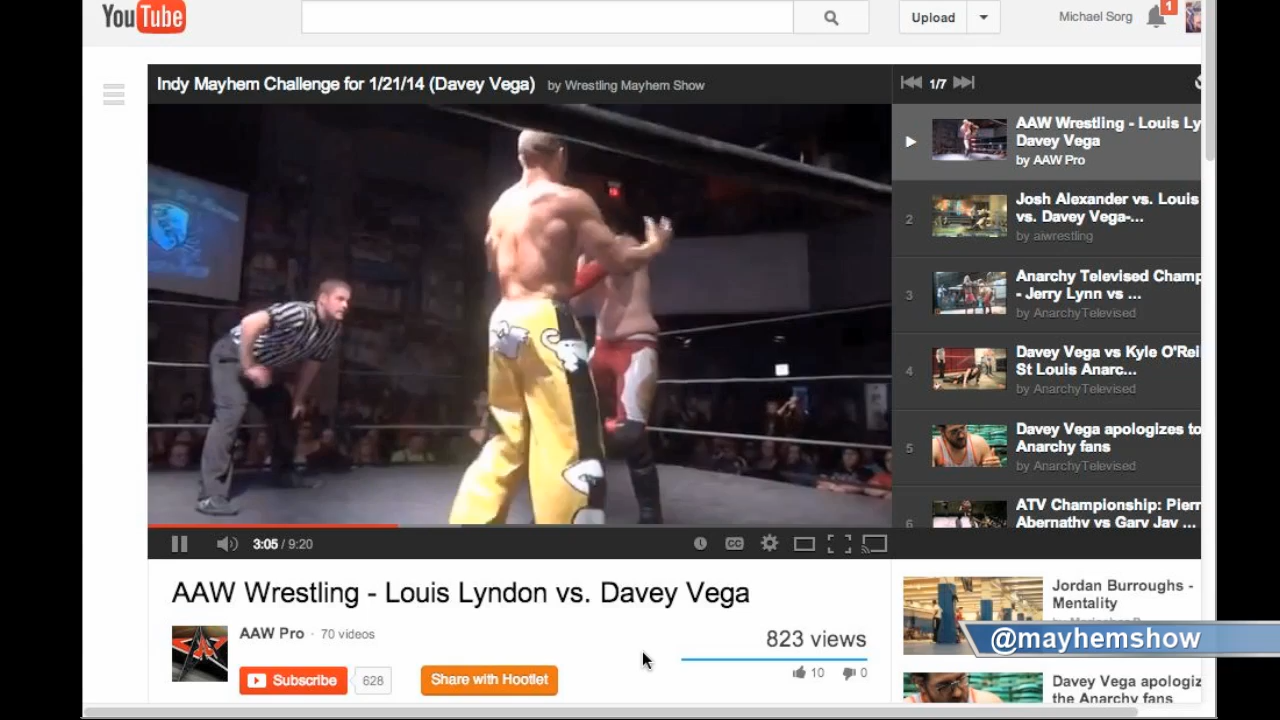 YouTube
Upload
Michael Sorg
1
Indy Mayhem Challenge for 1/21/14 (Davey Vega) by Wrestling Mayhem Show
1/7
AAW Wrestling - Louis Ly
Davey Vega
by AAW Pro
2
Josh Alexander vs. Louis
vs. Davey Vega-...
by aiwrestling
3
Anarchy Televised Champ
- Jerry Lynn vs ...
by AnarchyTelevised
4
Davey Vega vs Kyle O'Rei
St Louis Anarc...
by AnarchyTelevised
5
Davey Vega apologizes to
Anarchy fans
by AnarchyTelevised
6
ATV Championship: Pierr
Abernathy vs Gary Jay ...
3:05 / 9:20
CC
AAW Wrestling - Louis Lyndon vs. Davey Vega
AAW Pro · 70 videos
Subscribe 628
Share with Hootlet
823 views
10 0
Jordan Burroughs -
Mentality
@mayhemshow
Davey Vega apologiz
the Anarchy fans